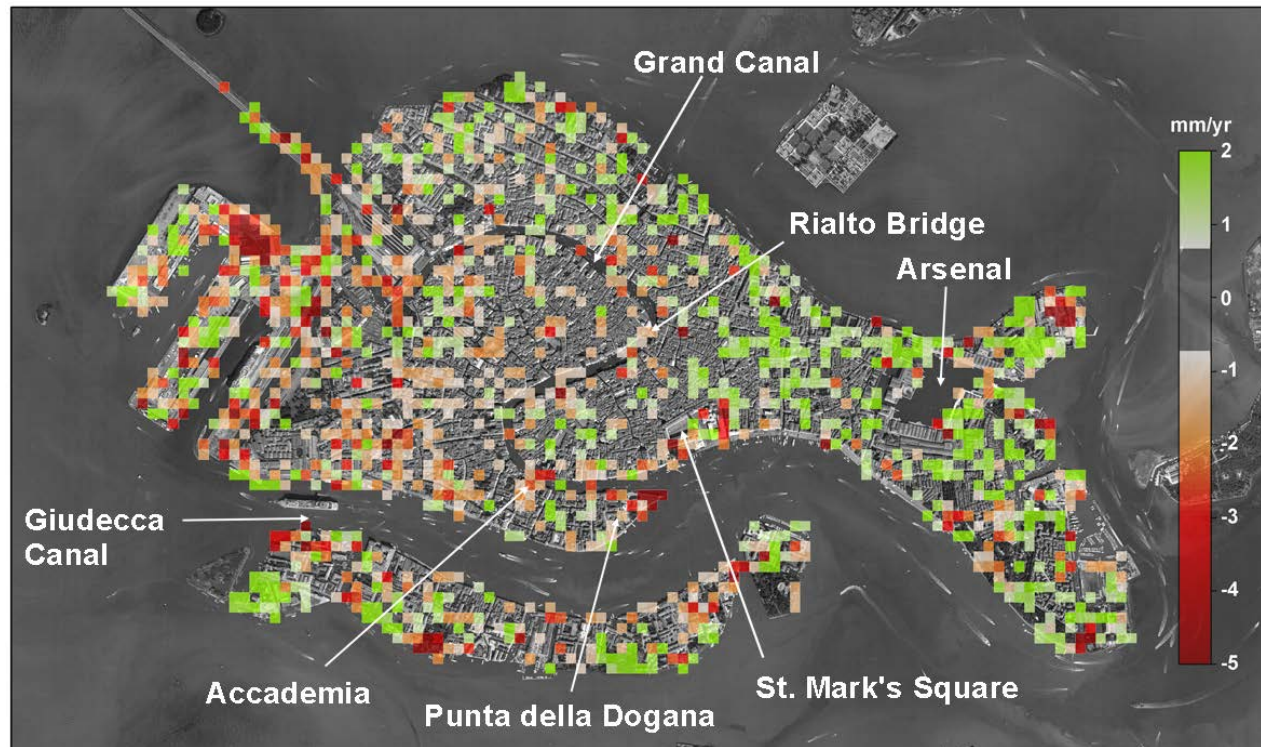 Grand Canal
mm/yr
2
Rialto Bridge
1
Arsenal
0
-1
-2
Giudecca
Canal
-3
-4
-5
Accademia
St. Mark's Square
Punta della Dogana